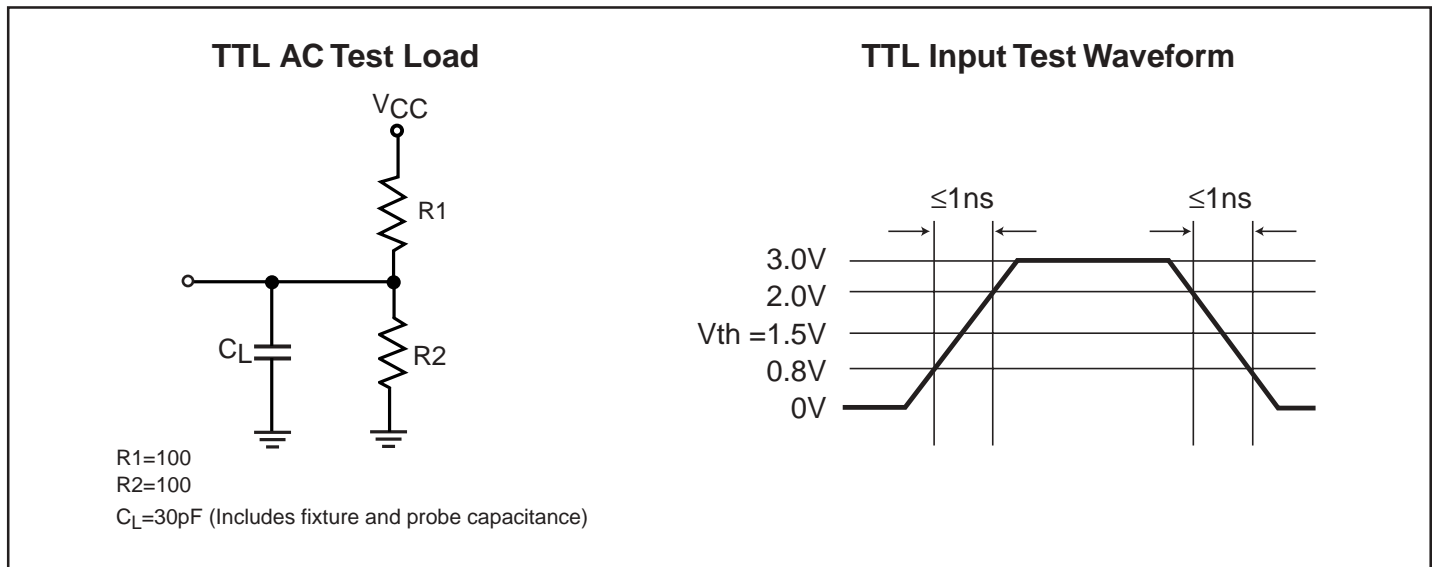 TTL AC Test Load
VCC
R1
CL
R2
R1=100
R2=100
CL=30pF (Includes fixture and probe capacitance)
TTL Input Test Waveform
≤1ns ≤1ns
3.0V
2.0V
Vth =1.5V
0.8V
0V